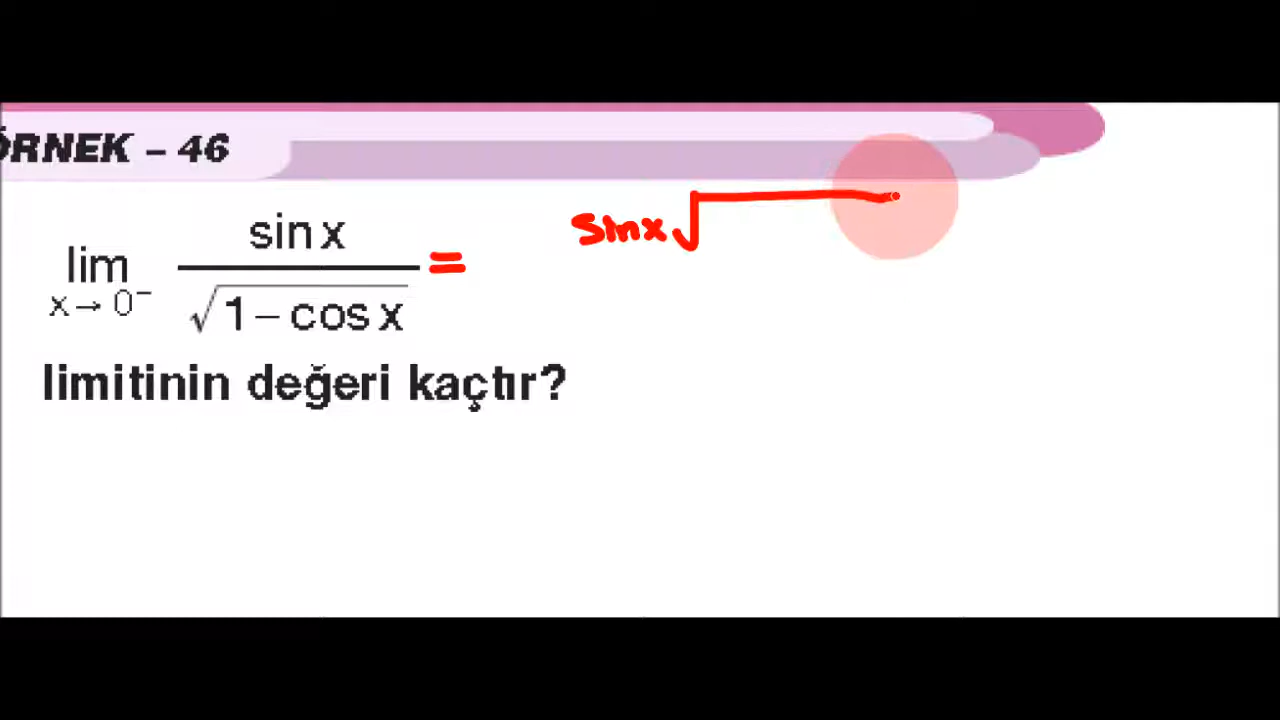 ÖRNEK – 46
lim x → 0⁻ sin x / √1 – cos x = sinx √
limitinin değeri kaçtır?